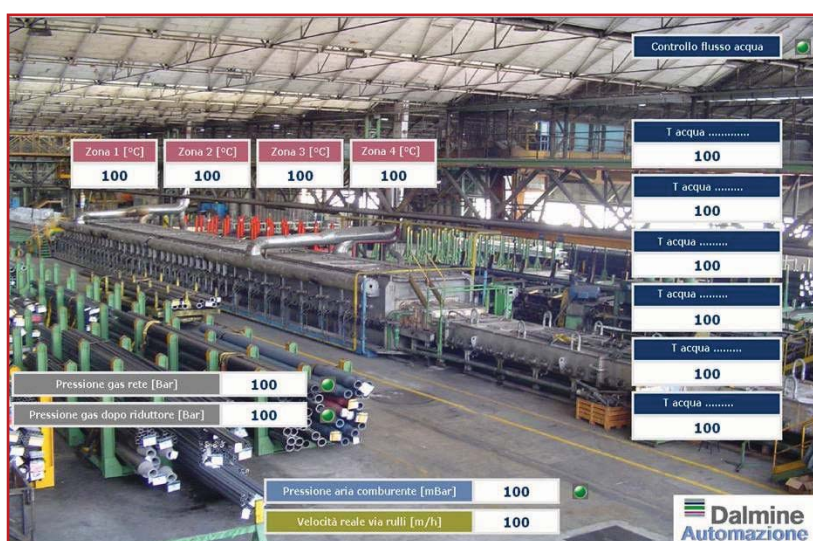 Controllo flusso acqua
T acqua .............
100
Zona 1 [°C]
100
Zona 2 [°C]
100
Zona 3 [°C]
100
Zona 4 [°C]
100
T acqua .........
100
T acqua .........
100
T acqua .........
100
T acqua .........
100
T acqua .........
100
Pressione gas rete [Bar]
100
Pressione gas dopo riduttore [Bar]
100
Pressione aria comburente [mBar]
100
Velocità reale via rulli [m/h]
100
Dalmine
Automazione